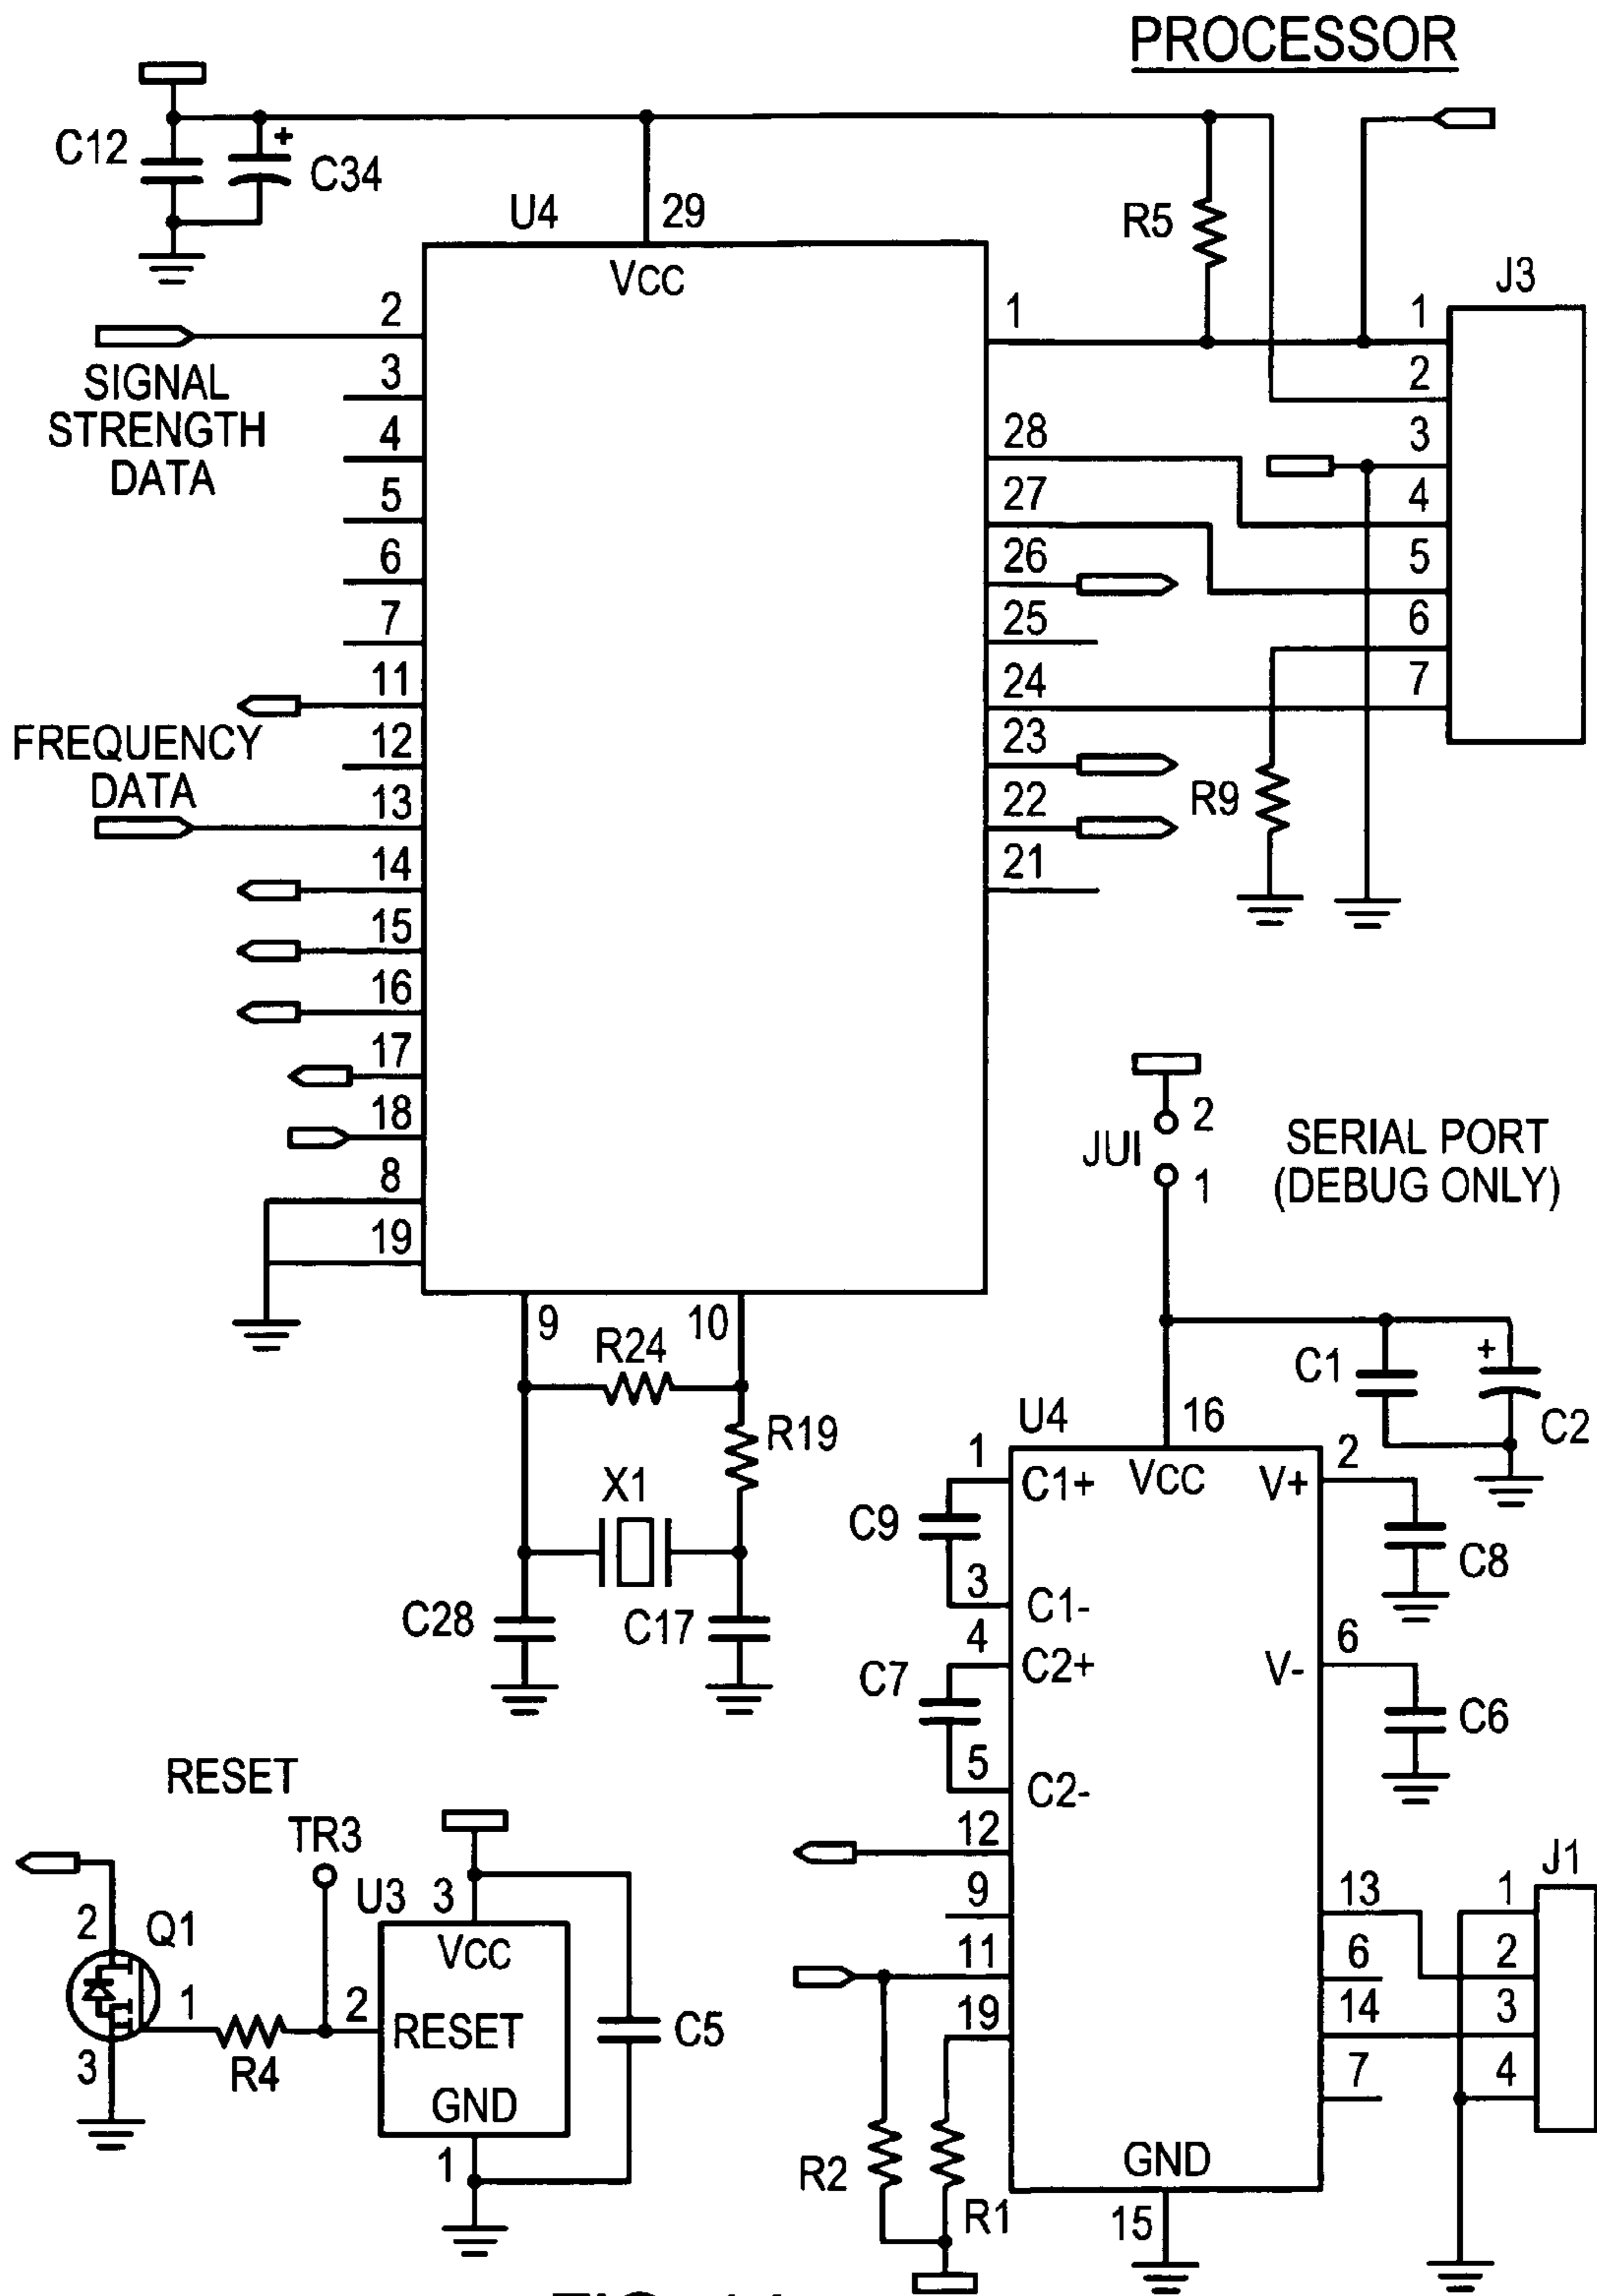 PROCESSOR
C12
+
C34
U4
29
VCC
R5
J3
2
SIGNAL
STRENGTH
DATA
3
4
5
6
7
11
FREQUENCY
DATA
12
13
14
15
16
17
18
8
19
1
28
27
26
25
24
23
22
21
1
2
3
4
5
6
7
R9
9
10
R24
R19
X1
C28
C17
JUI
2
1
SERIAL PORT
(DEBUG ONLY)
C1
+
C2
U4
16
VCC
1
C1+
C9
3
C1-
4
C2+
C7
5
C2-
12
9
11
19
2
V+
C8
6
V-
C6
13
6
14
7
J1
1
2
3
4
R2
R1
GND
15
RESET
TR3
U3
3
VCC
2
Q1
1
R4
2
RESET
C5
3
GND
1